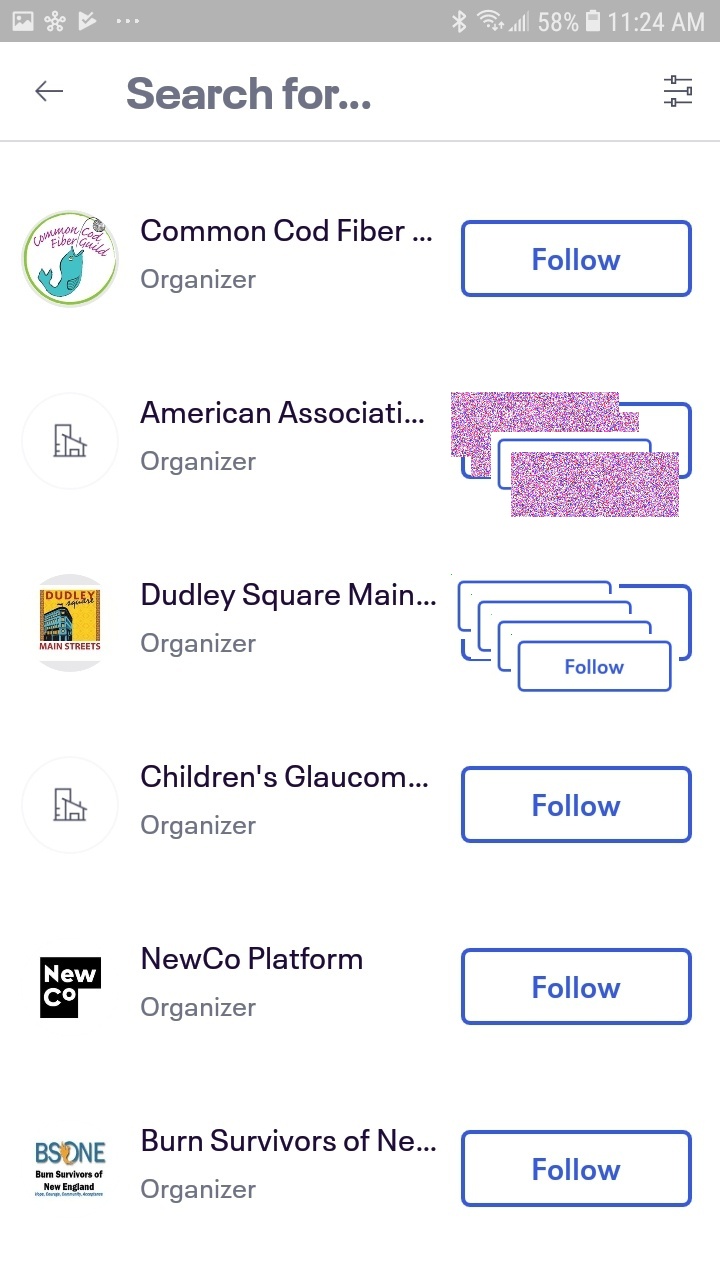 58% 11:24 AM
Search for...
Common Cod Fiber Guild
Common Cod Fiber ...
Organizer
Follow
American Associati...
Organizer
DUDLEY
square
MAIN STREETS
Dudley Square Main...
Organizer
Follow
Children's Glaucom...
Organizer
Follow
New
Co
NewCo Platform
Organizer
Follow
BSONE
Burn Survivors of
New England
Hope, Courage, Community, Acceptance
Burn Survivors of Ne...
Organizer
Follow